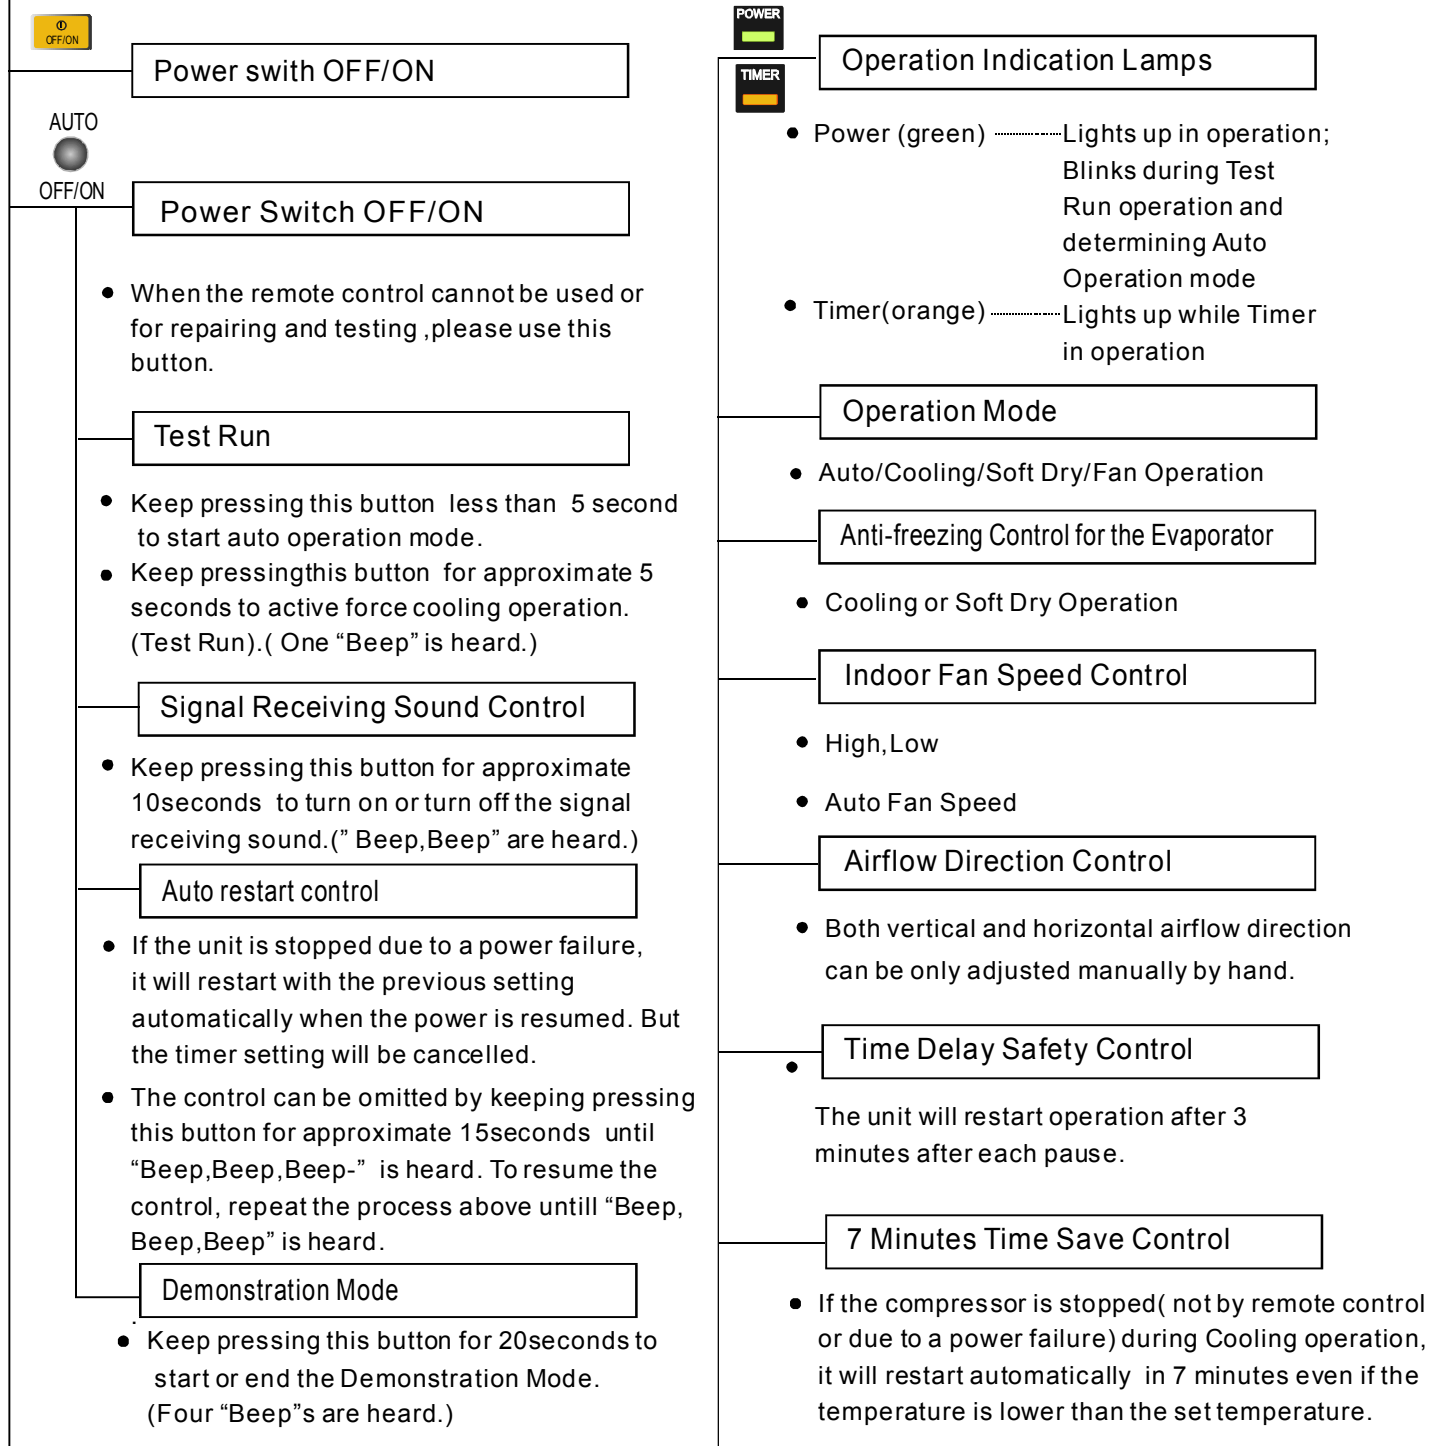 OFF/ON
Power swith OFF/ON
AUTO
OFF/ON
Power Switch OFF/ON
When the remote control cannot be used or
for repairing and testing ,please use this
button.
Test Run
Keep pressing this button less than 5 second
to start auto operation mode.
Keep pressingthis button for approximate 5
seconds to active force cooling operation.
(Test Run).( One “Beep” is heard.)
Signal Receiving Sound Control
Keep pressing this button for approximate
10seconds to turn on or turn off the signal
receiving sound.(” Beep,Beep” are heard.)
Auto restart control
If the unit is stopped due to a power failure,
it will restart with the previous setting
automatically when the power is resumed. But
the timer setting will be cancelled.
The control can be omitted by keeping pressing
this button for approximate 15seconds until
“Beep,Beep,Beep-” is heard. To resume the
control, repeat the process above untill “Beep,
Beep,Beep” is heard.
Demonstration Mode
Keep pressing this button for 20seconds to
start or end the Demonstration Mode.
(Four “Beep”s are heard.)
POWER
TIMER
Operation Indication Lamps
Power (green) ------------ Lights up in operation;
Blinks during Test
Run operation and
determining Auto
Operation mode
Timer(orange) ------------ Lights up while Timer
in operation
Operation Mode
Auto/Cooling/Soft Dry/Fan Operation
Anti-freezing Control for the Evaporator
Cooling or Soft Dry Operation
Indoor Fan Speed Control
High,Low
Auto Fan Speed
Airflow Direction Control
Both vertical and horizontal airflow direction
can be only adjusted manually by hand.
Time Delay Safety Control
The unit will restart operation after 3
minutes after each pause.
7 Minutes Time Save Control
If the compressor is stopped( not by remote control
or due to a power failure) during Cooling operation,
it will restart automatically in 7 minutes even if the
temperature is lower than the set temperature.